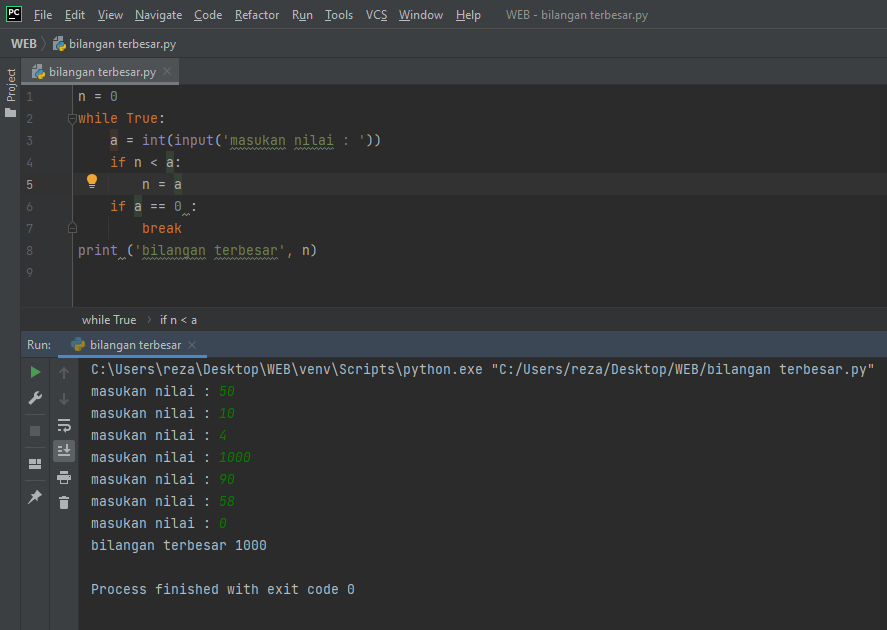 PC File Edit View Navigate Code Refactor Run Tools VCS Window Help WEB - bilangan terbesar.py
WEB bilangan terbesar.py
bilangan terbesar.py
Project
1 n = 0
2 while True:
3 a = int(input('masukan nilai : '))
4 if n < a:
5 n = a
6 if a == 0 :
7 break
8 print ('bilangan terbesar', n)
9
while True if n < a
Run: bilangan terbesar
C:\Users\reza\Desktop\WEB\venv\Scripts\python.exe "C:/Users/reza/Desktop/WEB/bilangan terbesar.py"
masukan nilai : 50
masukan nilai : 10
masukan nilai : 4
masukan nilai : 1000
masukan nilai : 90
masukan nilai : 58
masukan nilai : 0
bilangan terbesar 1000
Process finished with exit code 0